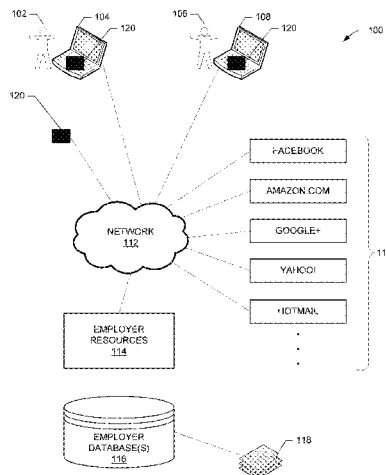 102
104
120
106
108
120
100
120
FACEBOOK
AMAZON.COM
NETWORK
112
GOOGLE+
11
YAHOO!
HOTMAIL
EMPLOYER
RESOURCES
114
EMPLOYER
DATABASE(S)
116
118